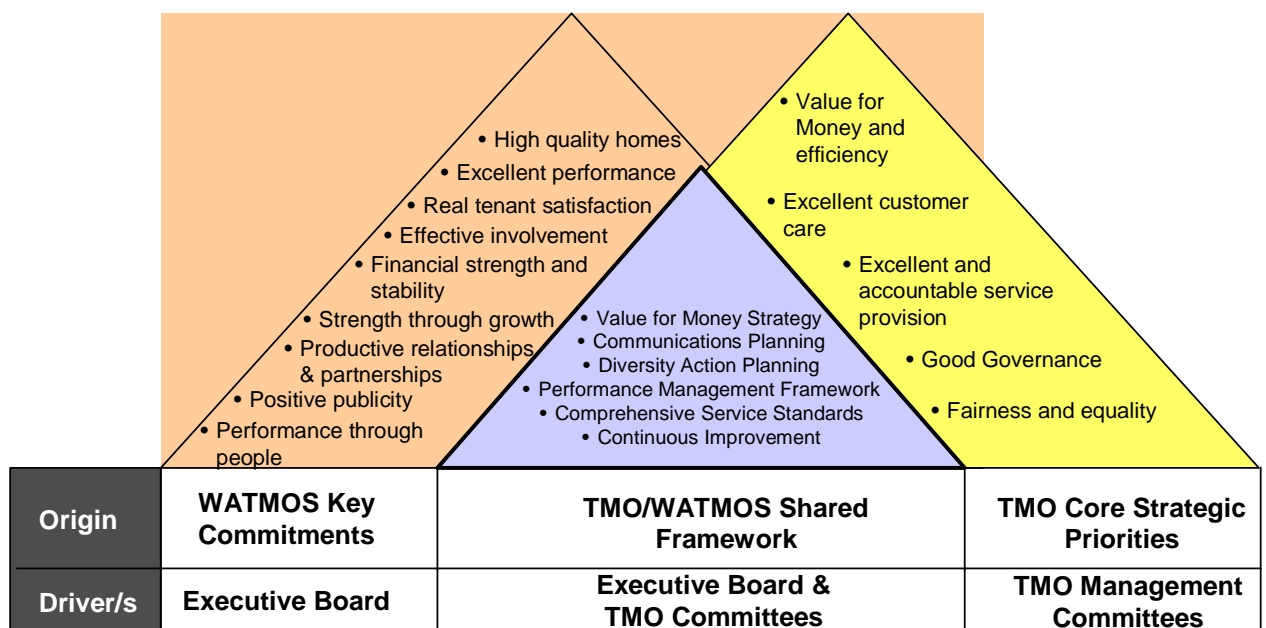 • High quality homes
• Excellent performance
• Real tenant satisfaction
• Effective involvement
• Financial strength and
stability
• Strength through growth
• Productive relationships
& partnerships
• Positive publicity
• Performance through
people
• Value for Money Strategy
• Communications Planning
• Diversity Action Planning
• Performance Management Framework
• Comprehensive Service Standards
• Continuous Improvement
• Value for
Money and
efficiency
• Excellent customer
care
• Excellent and
accountable service
provision
• Good Governance
• Fairness and equality
Origin
WATMOS Key
Commitments
TMO/WATMOS Shared
Framework
TMO Core Strategic
Priorities
Driver/s
Executive Board
Executive Board &
TMO Committees
TMO Management
Committees